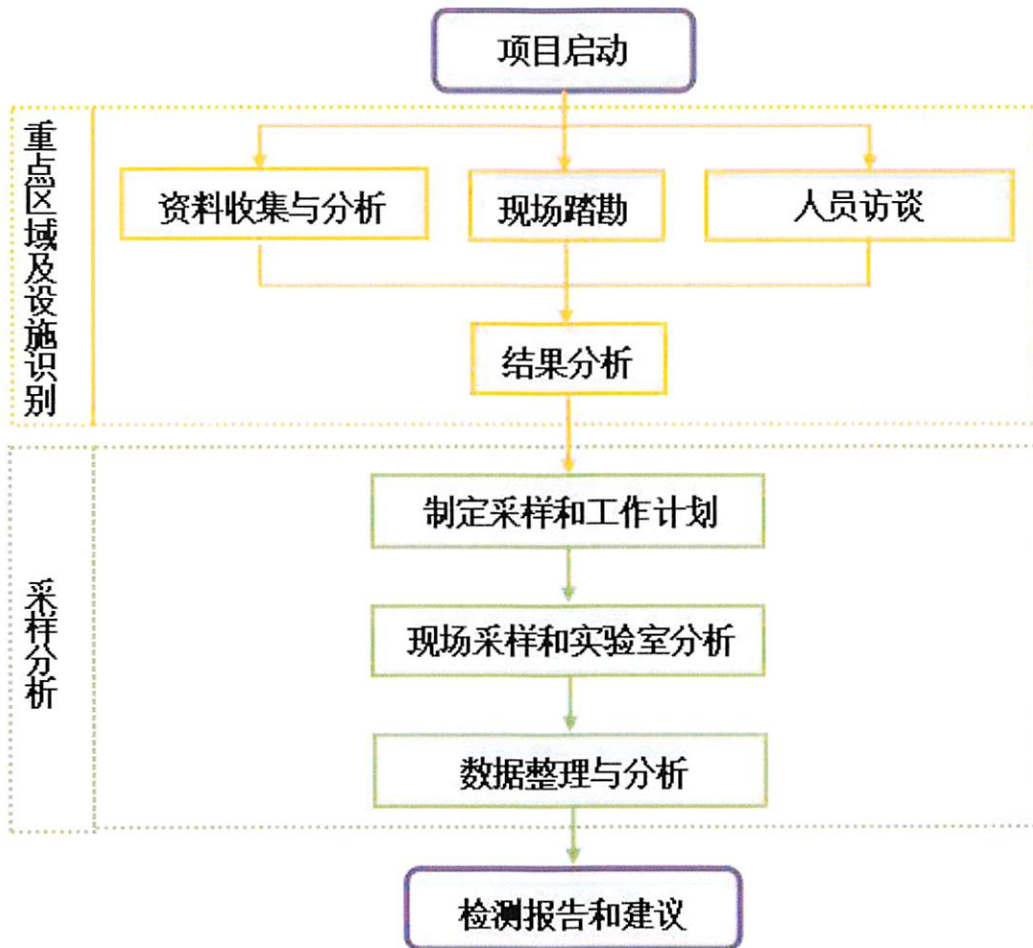 项目启动
重点区域及设施识别
资料收集与分析
现场踏勘
人员访谈
结果分析
采样分析
制定采样和工作计划
现场采样和实验室分析
数据整理与分析
检测报告和建议